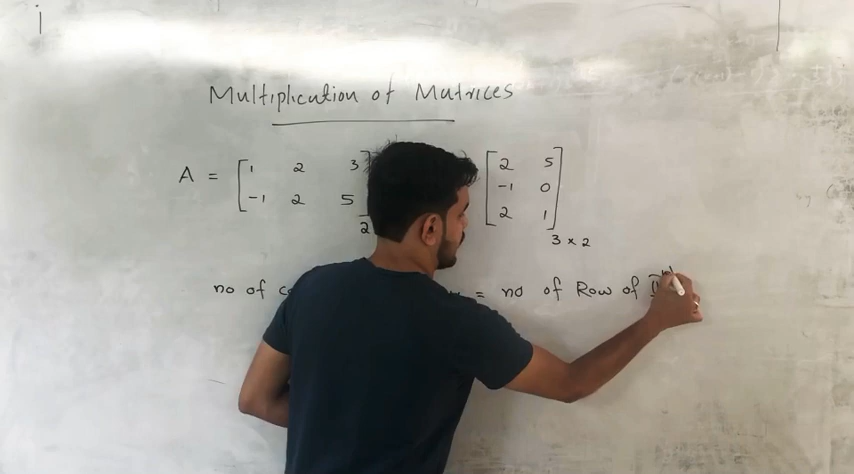 Multiplication of Matrices
A = [ 1 2 3 [ 2 5 ]
-1 2 5 -1 0
2 2 1
3 x 2
no of = no of Row of